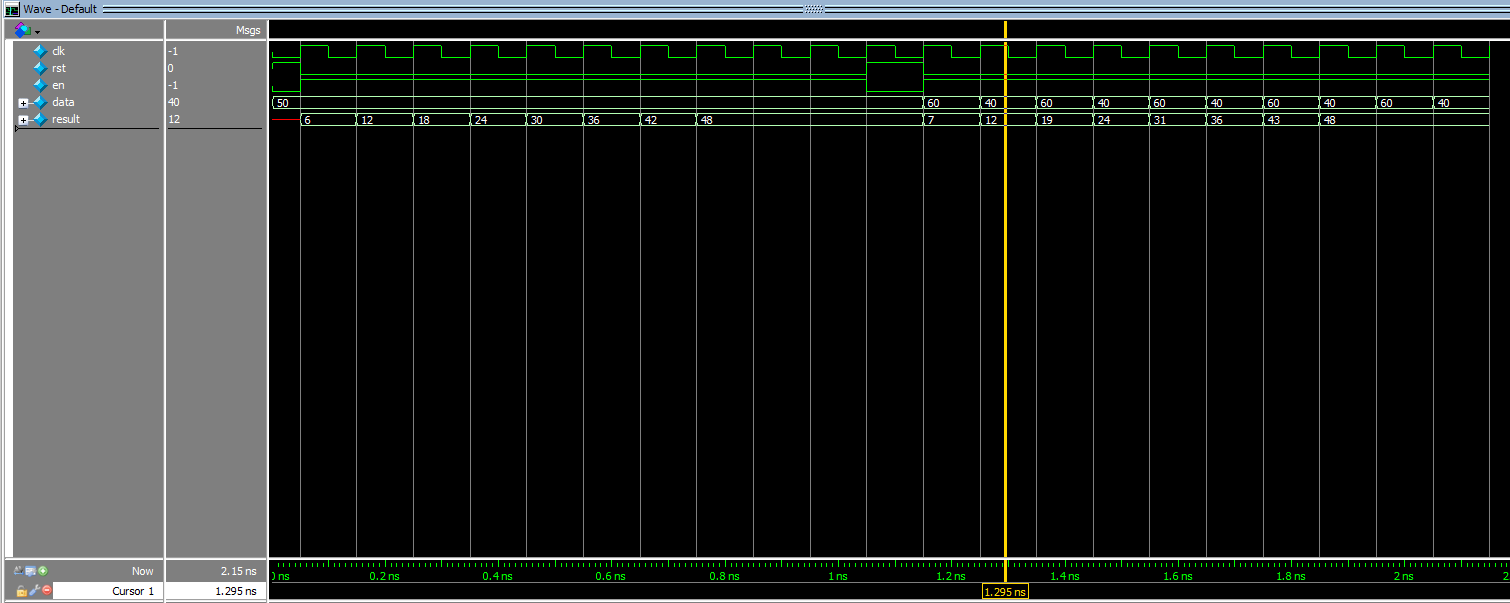 Wave - Default
Msgs
clk -1
rst 0
en -1
data 40 50 60 40 60 40 60 40 60 40 60 40
result 12 6 12 18 24 30 36 42 48 7 12 19 24 31 36 43 48
Now 2.15 ns 0 ns 0.2 ns 0.4 ns 0.6 ns 0.8 ns 1 ns 1.2 ns 1.4 ns 1.6 ns 1.8 ns 2 ns 2
Cursor 1 1.295 ns 1.295 ns